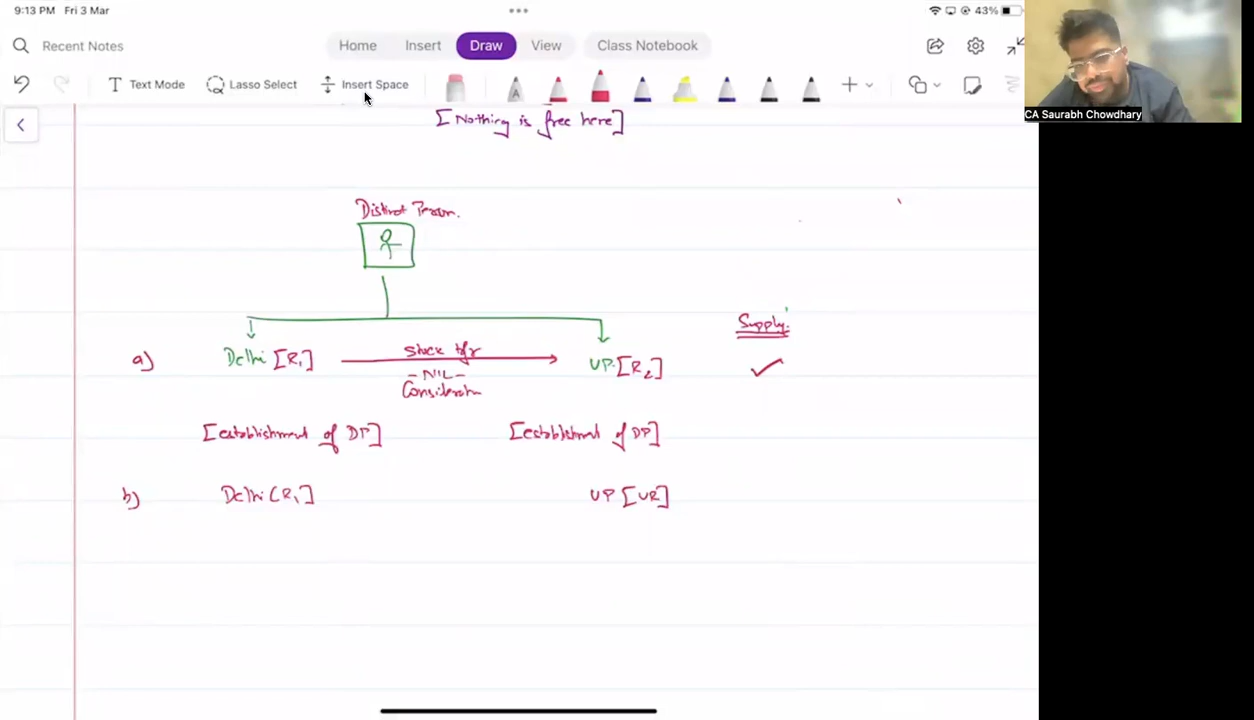 9:13 PM Fri 3 Mar
43%
Recent Notes
Home Insert Draw View Class Notebook
Text Mode Lasso Select Insert Space
A
CA Saurabh Chowdhary
[Nothing is free here]
Distinct Person.
Supply:
a) Delhi [R1] Stock tfr UP. [R2]
- NIL -
Consideratn
[establishment of DP] [establishment of DP]
b) Delhi [R1] UP [UR]